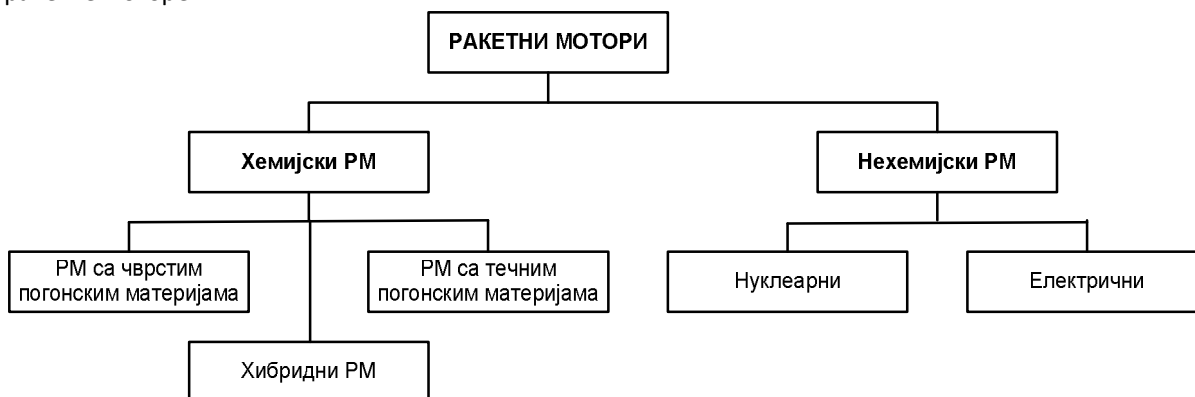 РАКЕТНИ МОТОРИ
Хемијски РМ
Нехемијски РМ
РМ са чврстим
погонским материјама
РМ са течним
погонским материјама
Нуклеарни
Електрични
Хибридни РМ